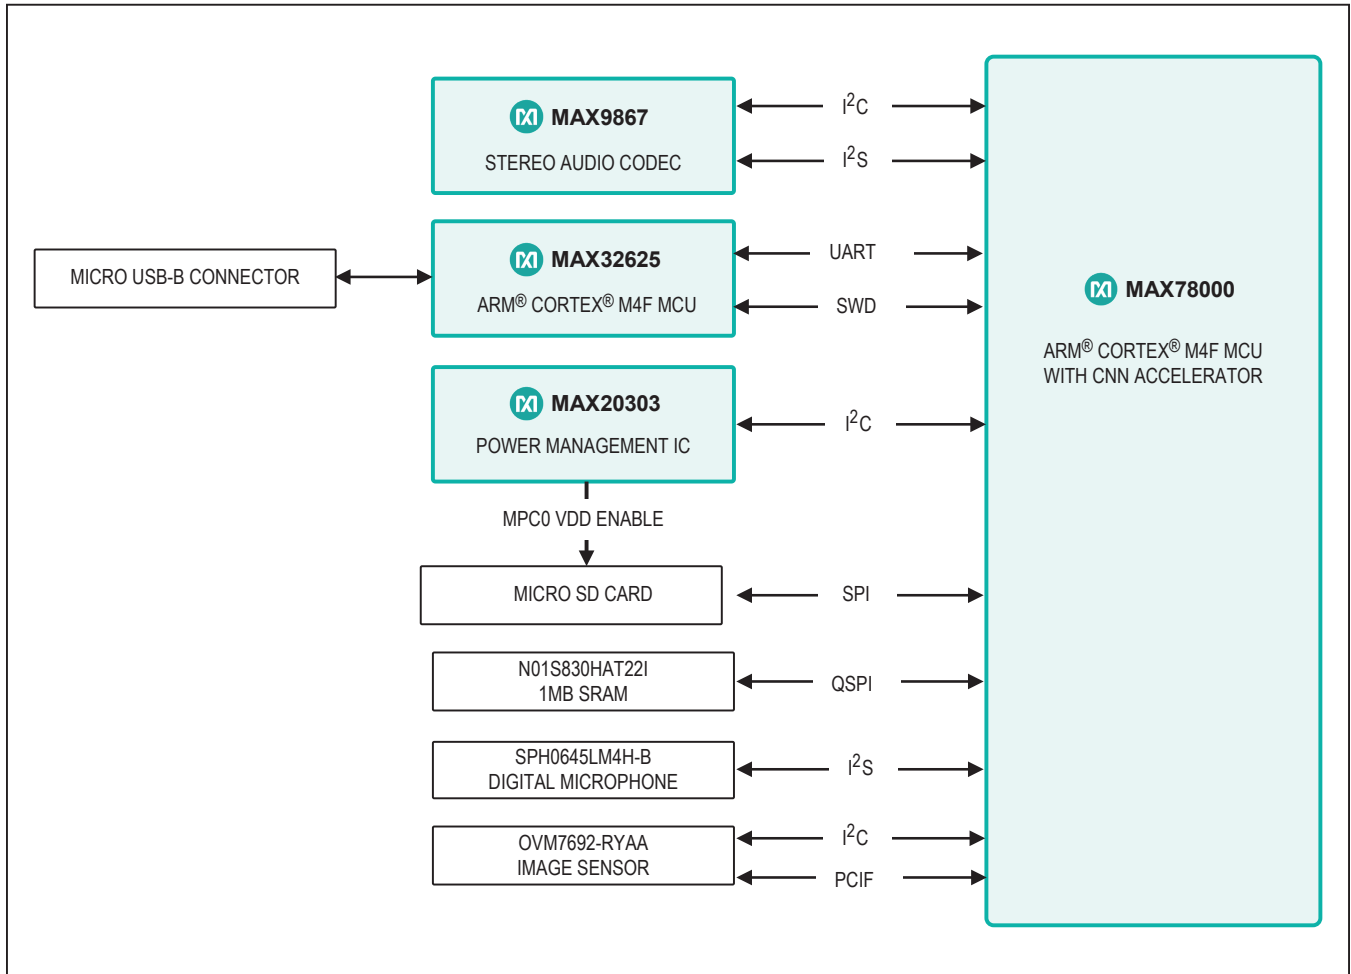 MAX9867
STEREO AUDIO CODEC
I²C
I²S
MICRO USB-B CONNECTOR
MAX32625
ARM® CORTEX® M4F MCU
UART
SWD
MAX78000
ARM® CORTEX® M4F MCU
WITH CNN ACCELERATOR
MAX20303
POWER MANAGEMENT IC
I²C
MPC0 VDD ENABLE
MICRO SD CARD
SPI
N01S830HAT22I
1MB SRAM
QSPI
SPH0645LM4H-B
DIGITAL MICROPHONE
I²S
OVM7692-RYAA
IMAGE SENSOR
I²C
PCIF